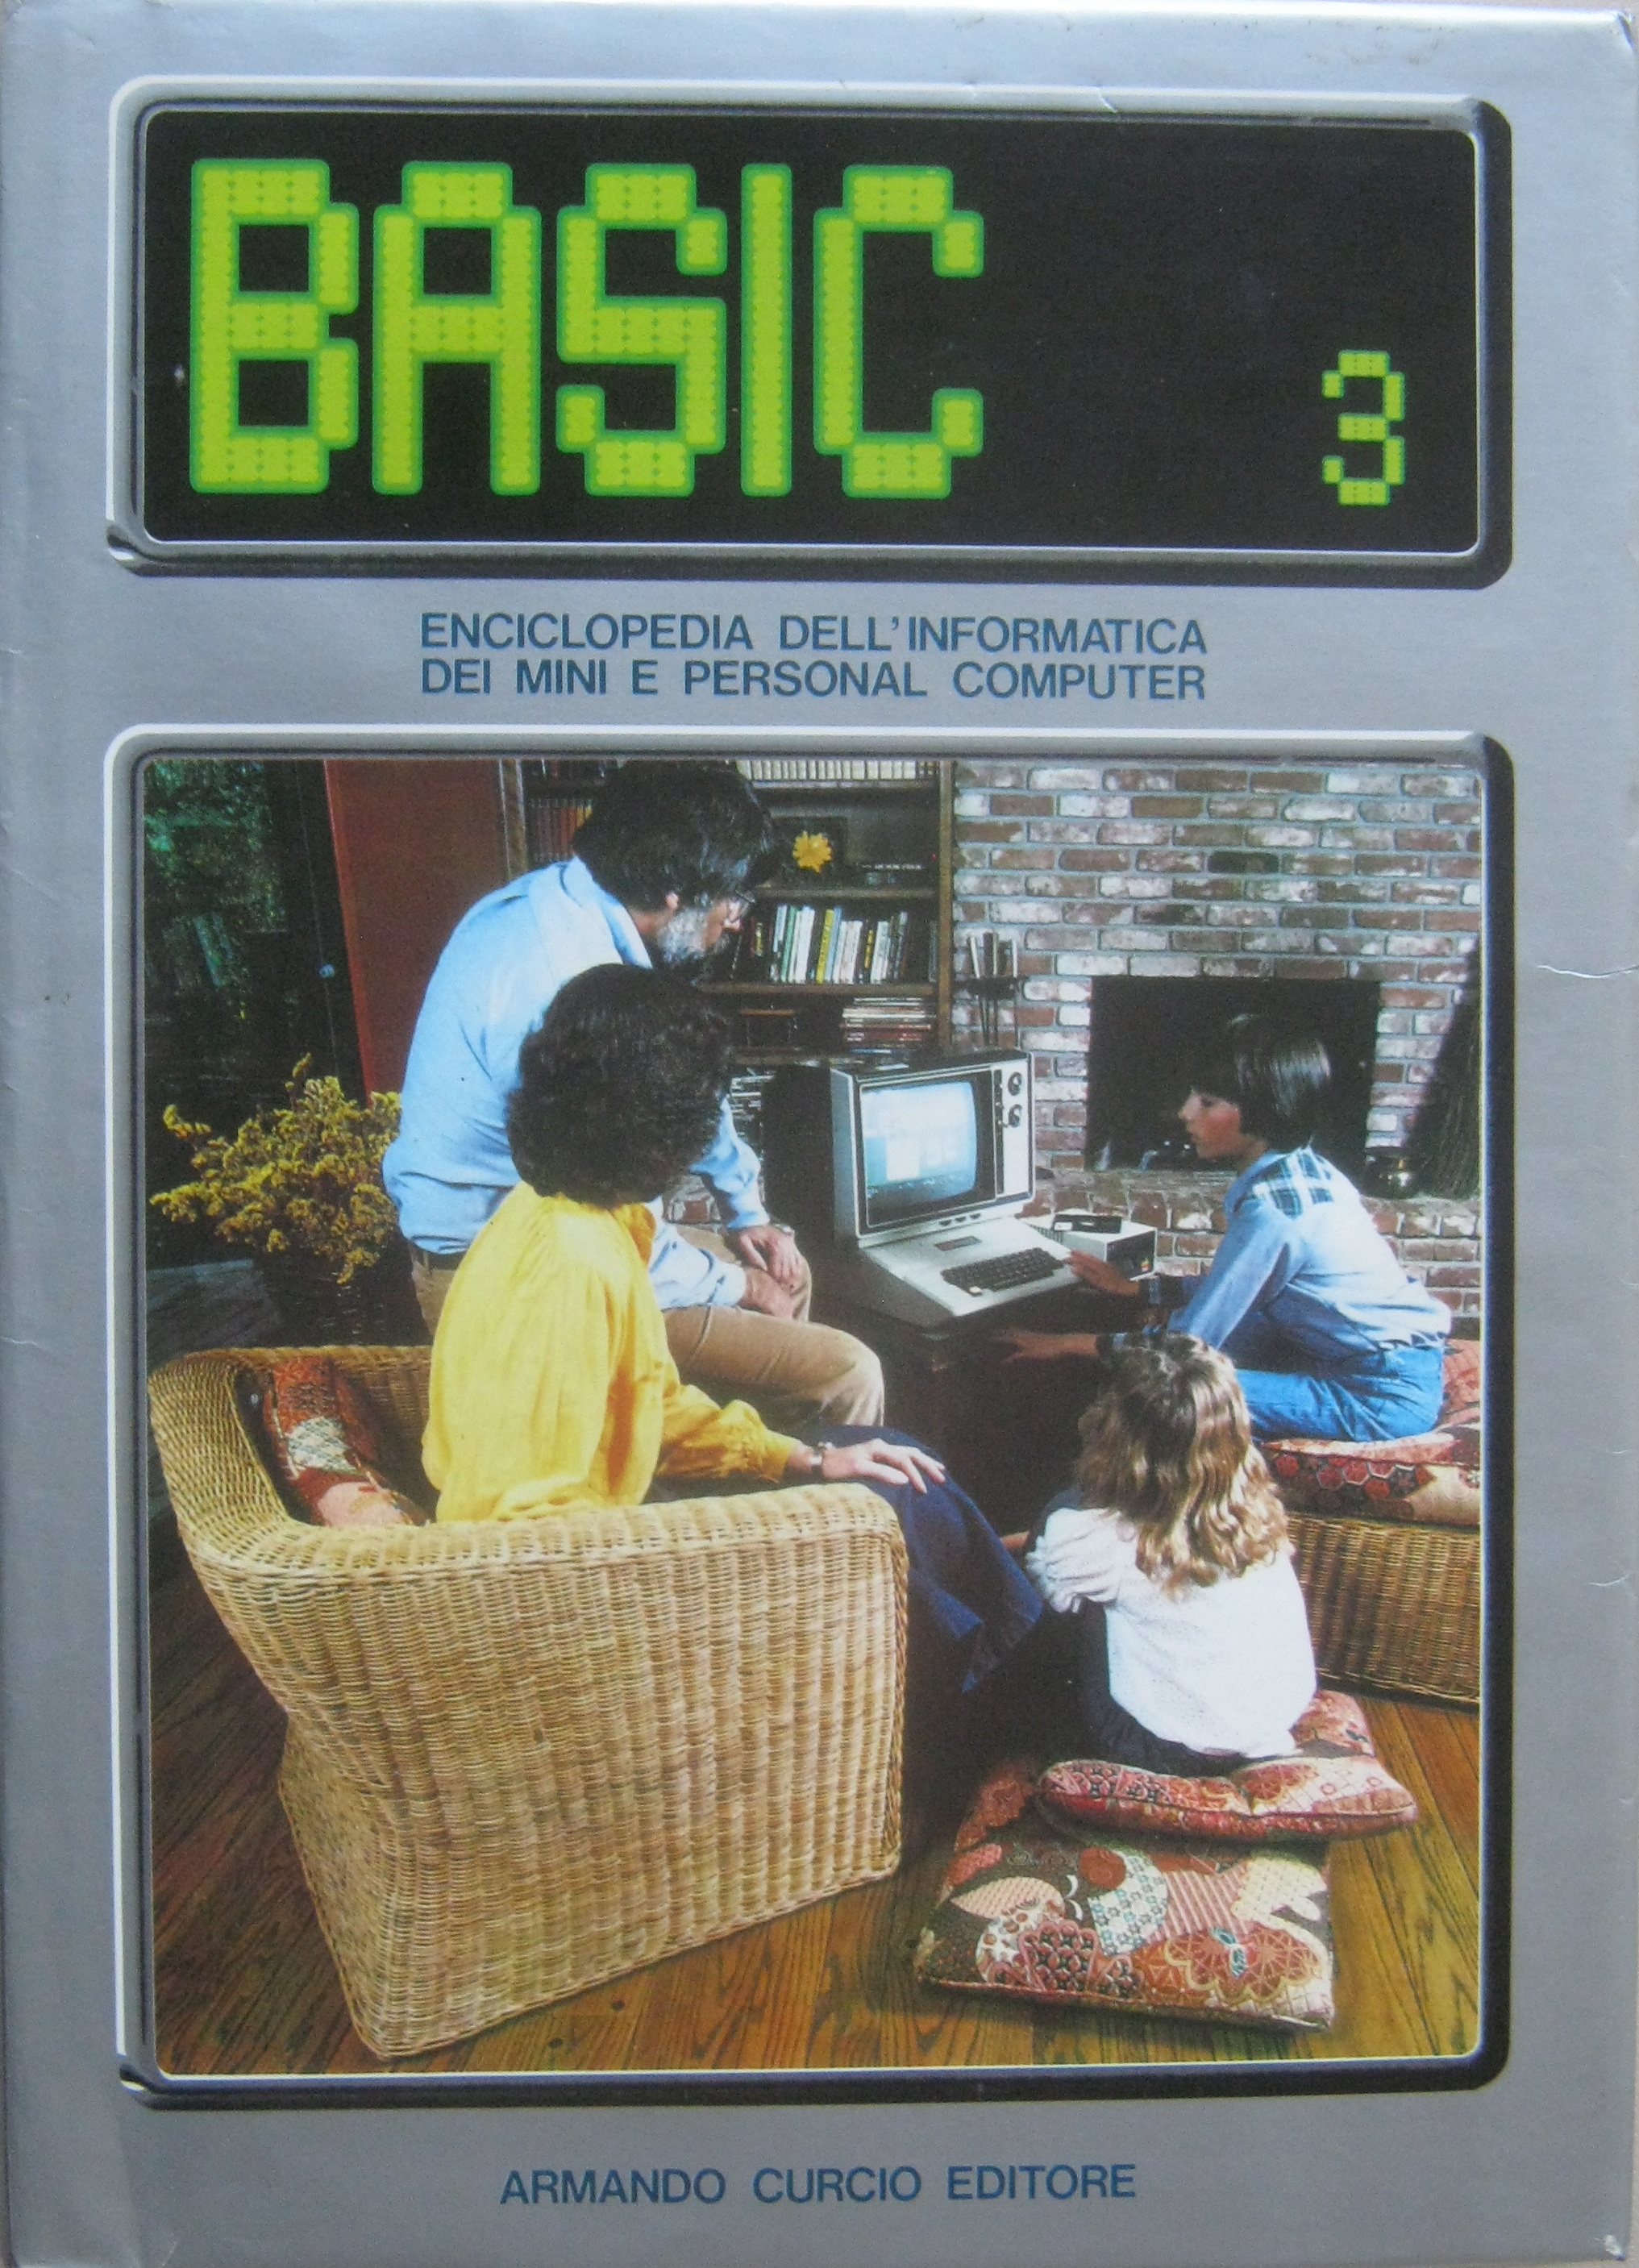 BASIC
3
ENCICLOPEDIA DELL'INFORMATICA
DEI MINI E PERSONAL COMPUTER
ARMANDO CURCIO EDITORE